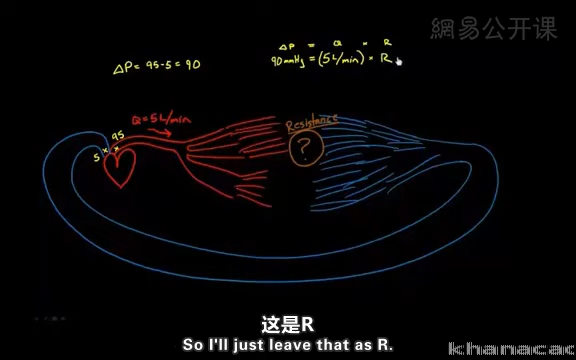 網易公开课
ΔP = Q × R
90mmHg = (5L/min) × R
ΔP = 95-5 = 90
Q = 5L/min
95
5
Resistance
?
这是R
So I'll just leave that as R.
khanacac